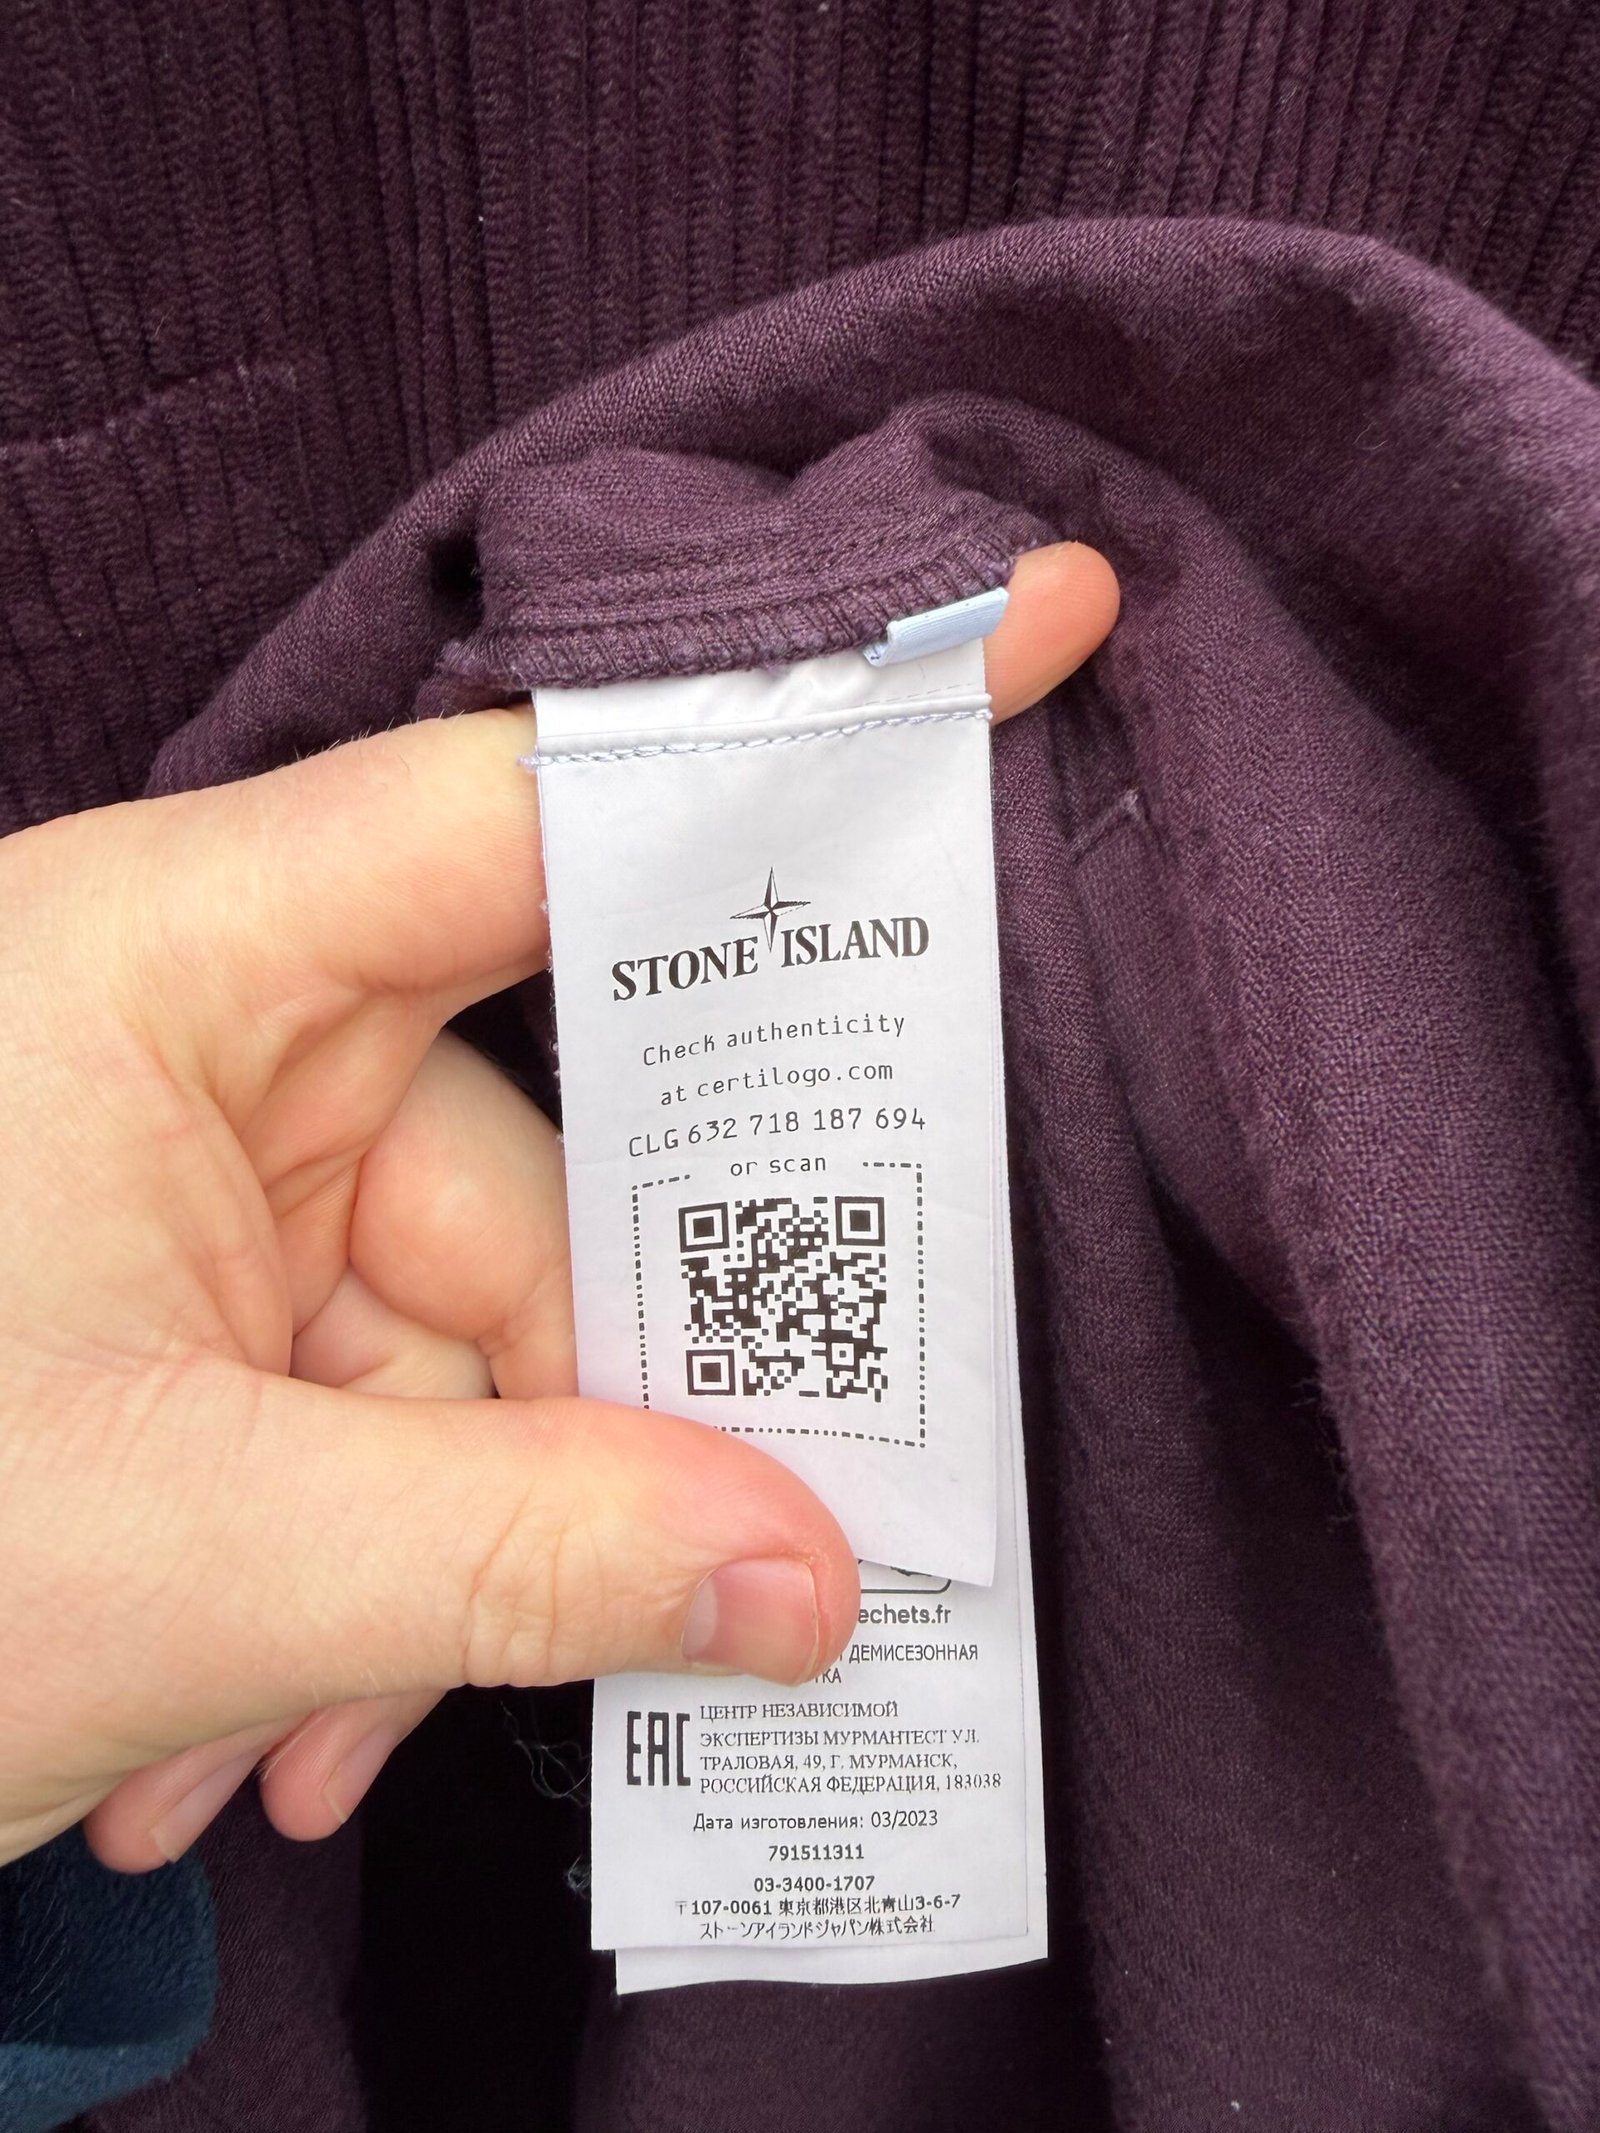 STONE ISLAND
Check authenticity
at certilogo.com
CLG 632 718 187 694
or scan
echets.fr
ДЕМИСЕЗОННАЯ
ТКА
EAC
ЦЕНТР НЕЗАВИСИМОЙ
ЭКСПЕРТИЗЫ МУРМАНТЕСТ УЛ.
ТРАЛОВАЯ, 49, Г. МУРМАНСК,
РОССИЙСКАЯ ФЕДЕРАЦИЯ, 183038
Дата изготовления: 03/2023
791511311
03-3400-1707
〒107-0061 東京都港区北青山3-6-7
ストーンアイランドジャパン株式会社